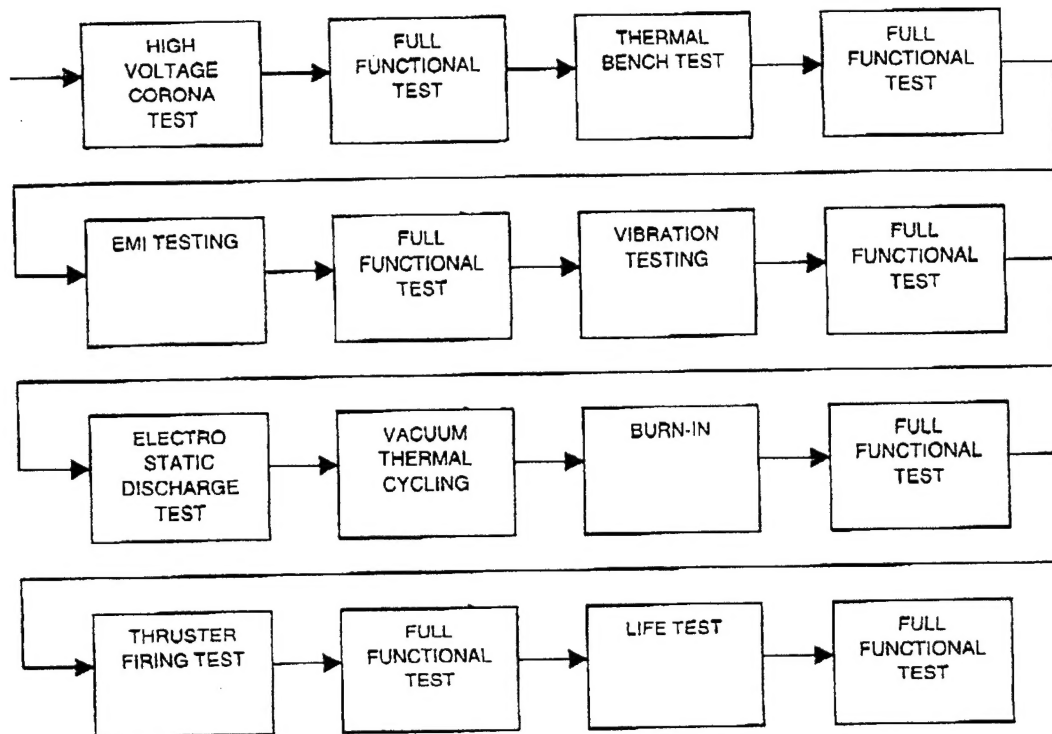 HIGH
VOLTAGE
CORONA
TEST
FULL
FUNCTIONAL
TEST
THERMAL
BENCH TEST
FULL
FUNCTIONAL
TEST
EMI TESTING
FULL
FUNCTIONAL
TEST
VIBRATION
TESTING
FULL
FUNCTIONAL
TEST
ELECTRO
STATIC
DISCHARGE
TEST
VACUUM
THERMAL
CYCLING
BURN-IN
FULL
FUNCTIONAL
TEST
THRUSTER
FIRING TEST
FULL
FUNCTIONAL
TEST
LIFE TEST
FULL
FUNCTIONAL
TEST